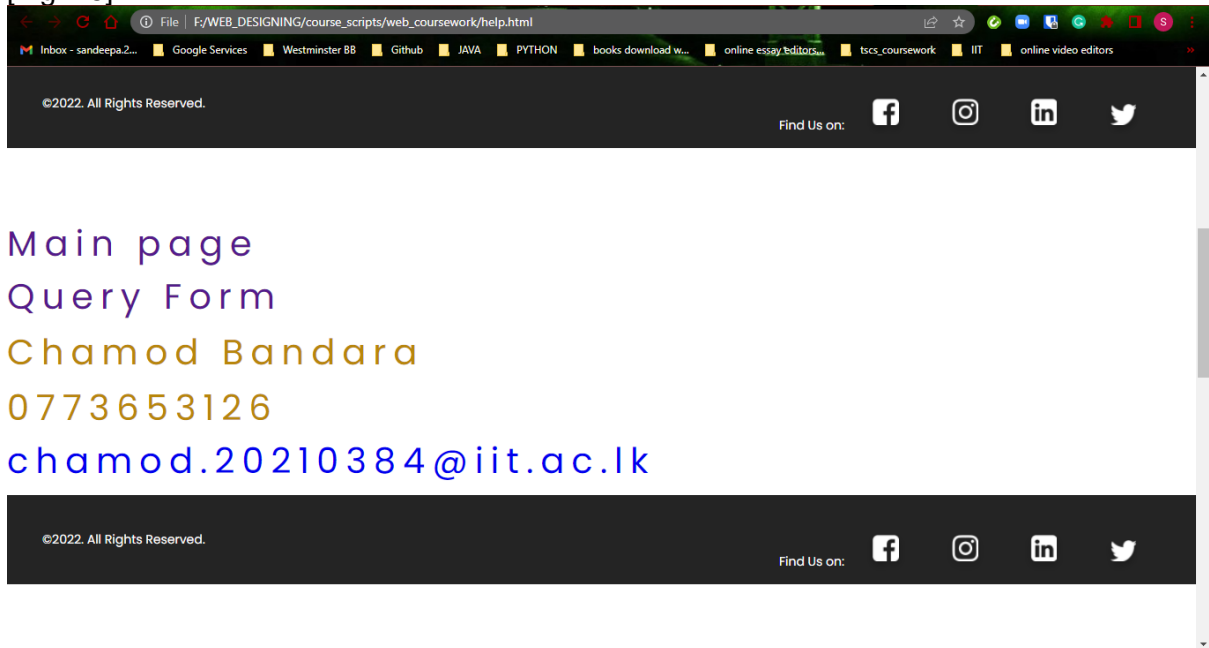 File | F:/WEB_DESIGNING/course_scripts/web_coursework/help.html
S
Inbox - sandeepa.2... Google Services Westminster BB Github JAVA PYTHON books download w... online essay editors,... tscs_coursework IIT online video editors »
©2022. All Rights Reserved.
Find Us on:
Main page
Query Form
Chamod Bandara
0773653126
chamod.20210384@iit.ac.lk
©2022. All Rights Reserved.
Find Us on: